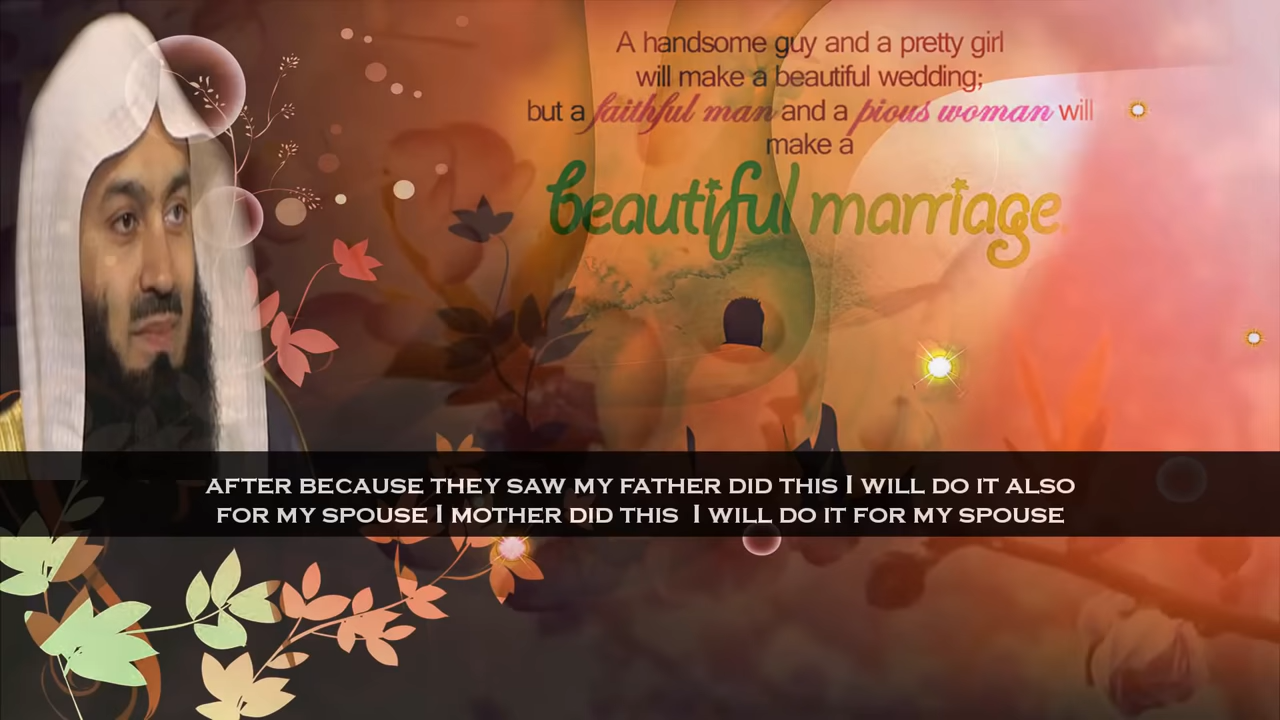 A handsome guy and a pretty girl
will make a beautiful wedding;
but a faithful man and a pious woman will
make a
beautiful marriage.
AFTER BECAUSE THEY SAW MY FATHER DID THIS I WILL DO IT ALSO
FOR MY SPOUSE I MOTHER DID THIS I WILL DO IT FOR MY SPOUSE